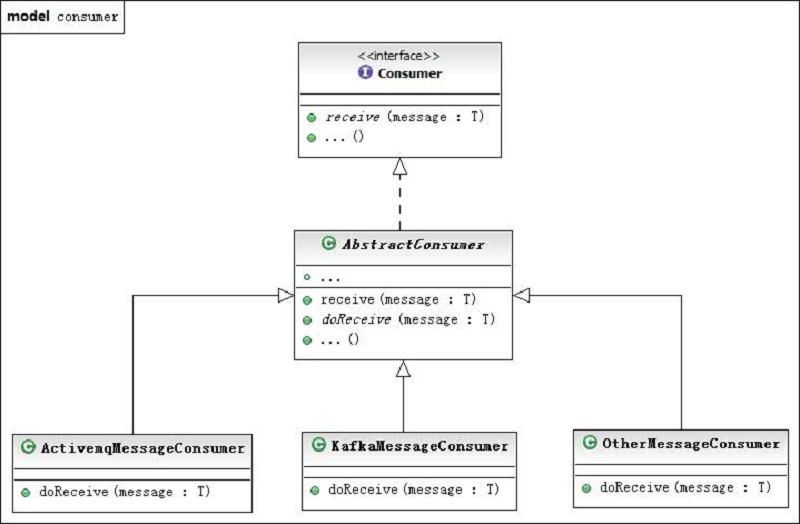 model consumer
<<interface>>
Consumer
receive (message : T)
... ()
AbstractConsumer
...
receive (message : T)
doReceive (message : T)
... ()
ActivemqMessageConsumer
doReceive (message : T)
KafkaMessageConsumer
doReceive (message : T)
OtherMessageConsumer
doReceive (message : T)